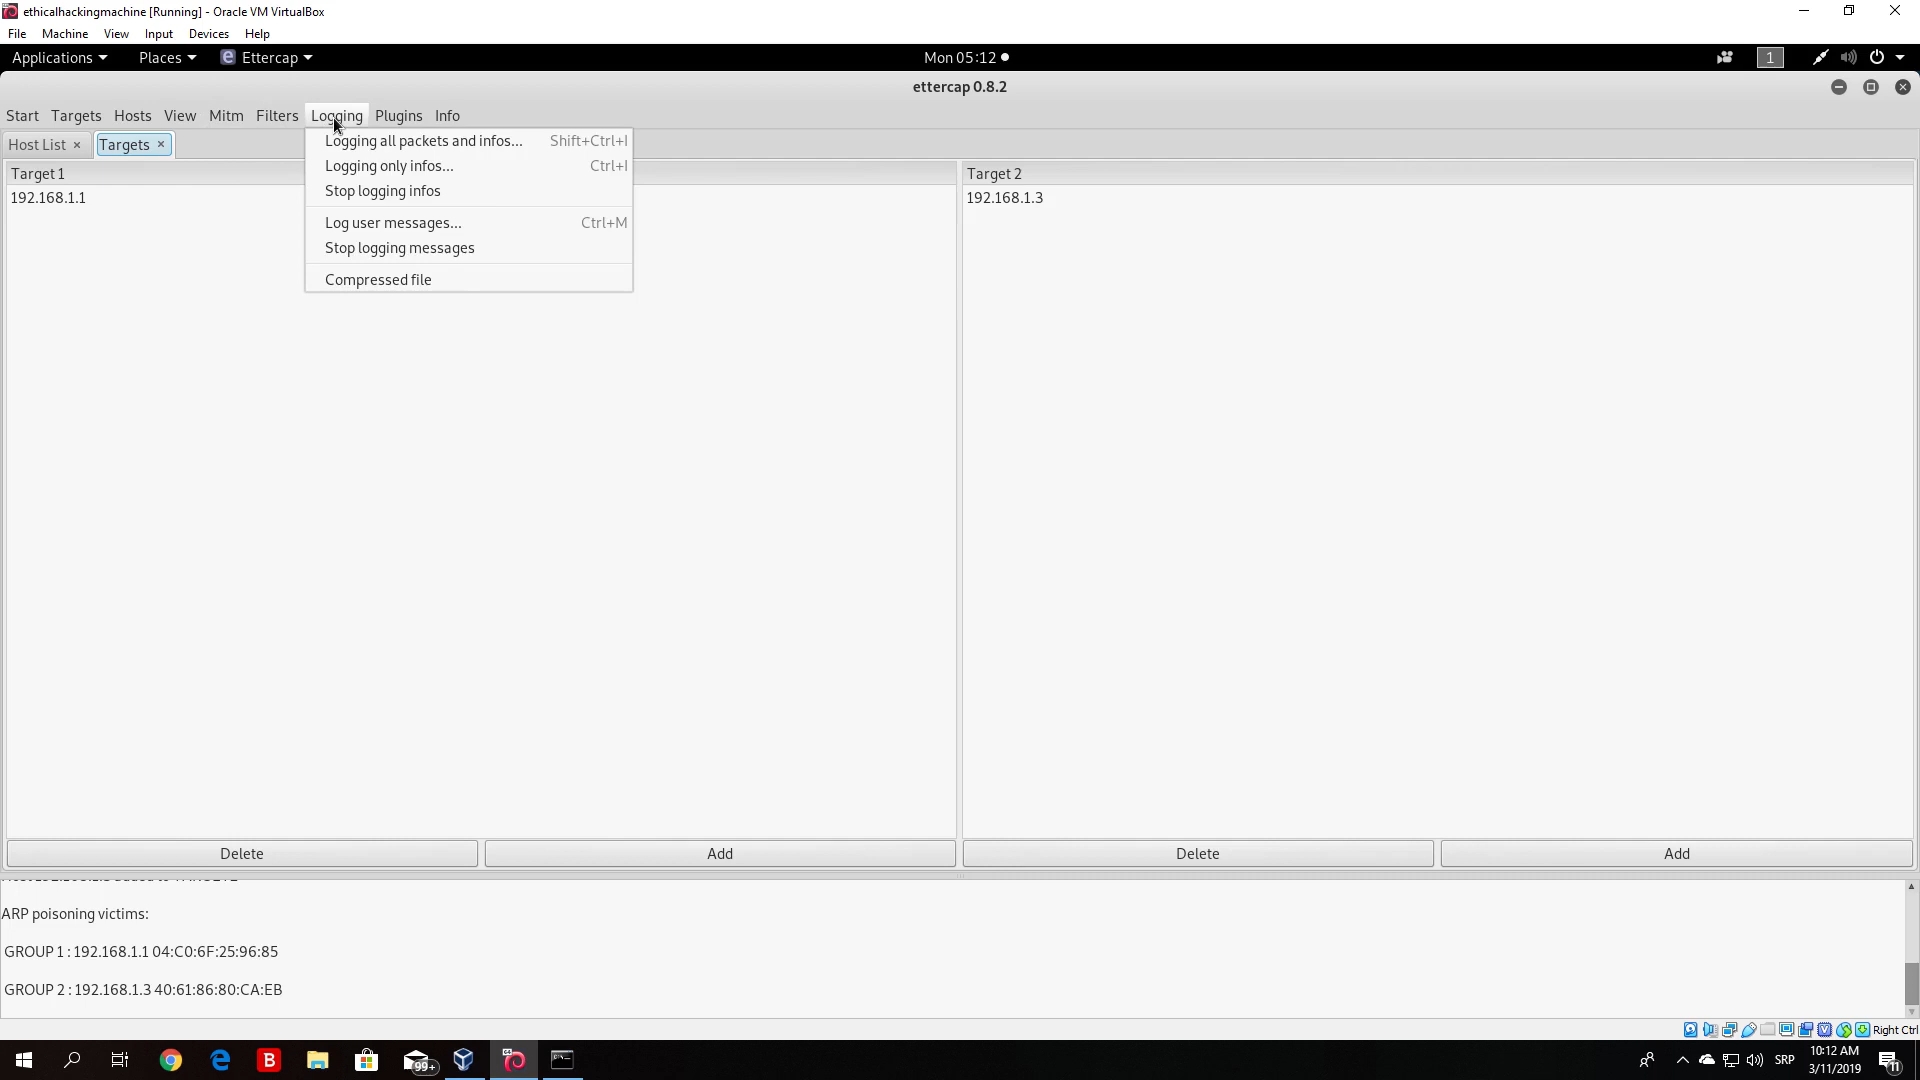 ethicalhackingmachine [Running] - Oracle VM VirtualBox
File Machine View Input Devices Help
Applications Places Ettercap Mon 05:12 1
ettercap 0.8.2
Start Targets Hosts View Mitm Filters Logging Plugins Info
Host List × Targets ×
Logging all packets and infos... Shift+Ctrl+I
Logging only infos... Ctrl+I
Stop logging infos
Log user messages... Ctrl+M
Stop logging messages
Compressed file
Target 1 Target 2
192.168.1.1 192.168.1.3
Delete Add Delete Add
ARP poisoning victims:
GROUP 1 : 192.168.1.1 04:C0:6F:25:96:85
GROUP 2 : 192.168.1.3 40:61:86:80:CA:EB
Right Ctrl
99+ SRP 10:12 AM
3/11/2019 11